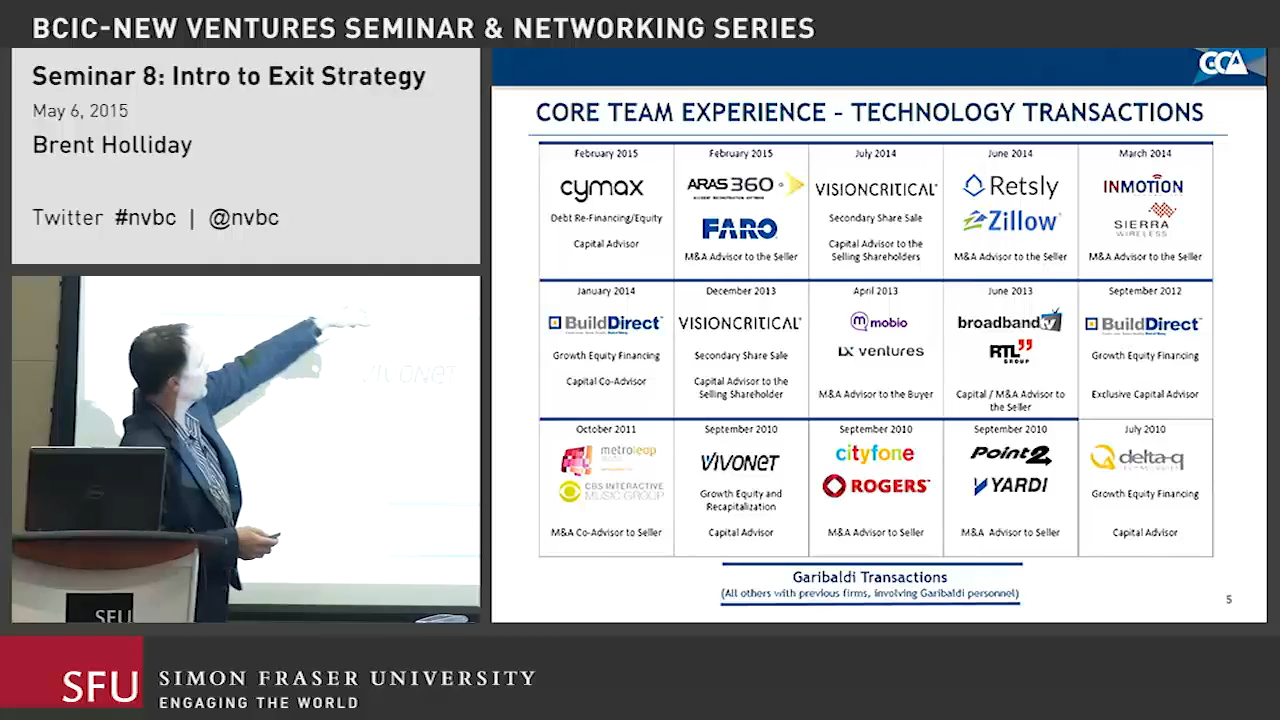 BCIC-NEW VENTURES SEMINAR & NETWORKING SERIES
Seminar 8: Intro to Exit Strategy
May 6, 2015
Brent Holliday
Twitter #nvbc | @nvbc
VIVONET
SFU
CCA
CORE TEAM EXPERIENCE – TECHNOLOGY TRANSACTIONS
February 2015
cymax
Debt Re-Financing/Equity
Capital Advisor
February 2015
ARAS 360
FARO
M&A Advisor to the Seller
July 2014
VISIONCRITICAL
Secondary Share Sale
Capital Advisor to the
Selling Shareholders
June 2014
Retsly
Zillow
M&A Advisor to the Seller
March 2014
INMOTION
SIERRA
WIRELESS
M&A Advisor to the Seller
January 2014
BuildDirect
Growth Equity Financing
Capital Co-Advisor
December 2013
VISIONCRITICAL
Secondary Share Sale
Capital Advisor to the
Selling Shareholder
April 2013
mobio
LX ventures
M&A Advisor to the Buyer
June 2013
broadbandtv
RTL
GROUP
Capital / M&A Advisor to
the Seller
September 2012
BuildDirect
Growth Equity Financing
Exclusive Capital Advisor
October 2011
metroleap
CBS INTERACTIVE
MUSIC GROUP
M&A Co-Advisor to Seller
September 2010
VIVONET
Growth Equity and
Recapitalization
Capital Advisor
September 2010
cityfone
ROGERS
M&A Advisor to Seller
September 2010
Point2
YARDI
M&A Advisor to Seller
July 2010
delta-q
TECHNOLOGIES
Growth Equity Financing
Capital Advisor
Garibaldi Transactions
(All others with previous firms, involving Garibaldi personnel)
5
SFU SIMON FRASER UNIVERSITY
ENGAGING THE WORLD